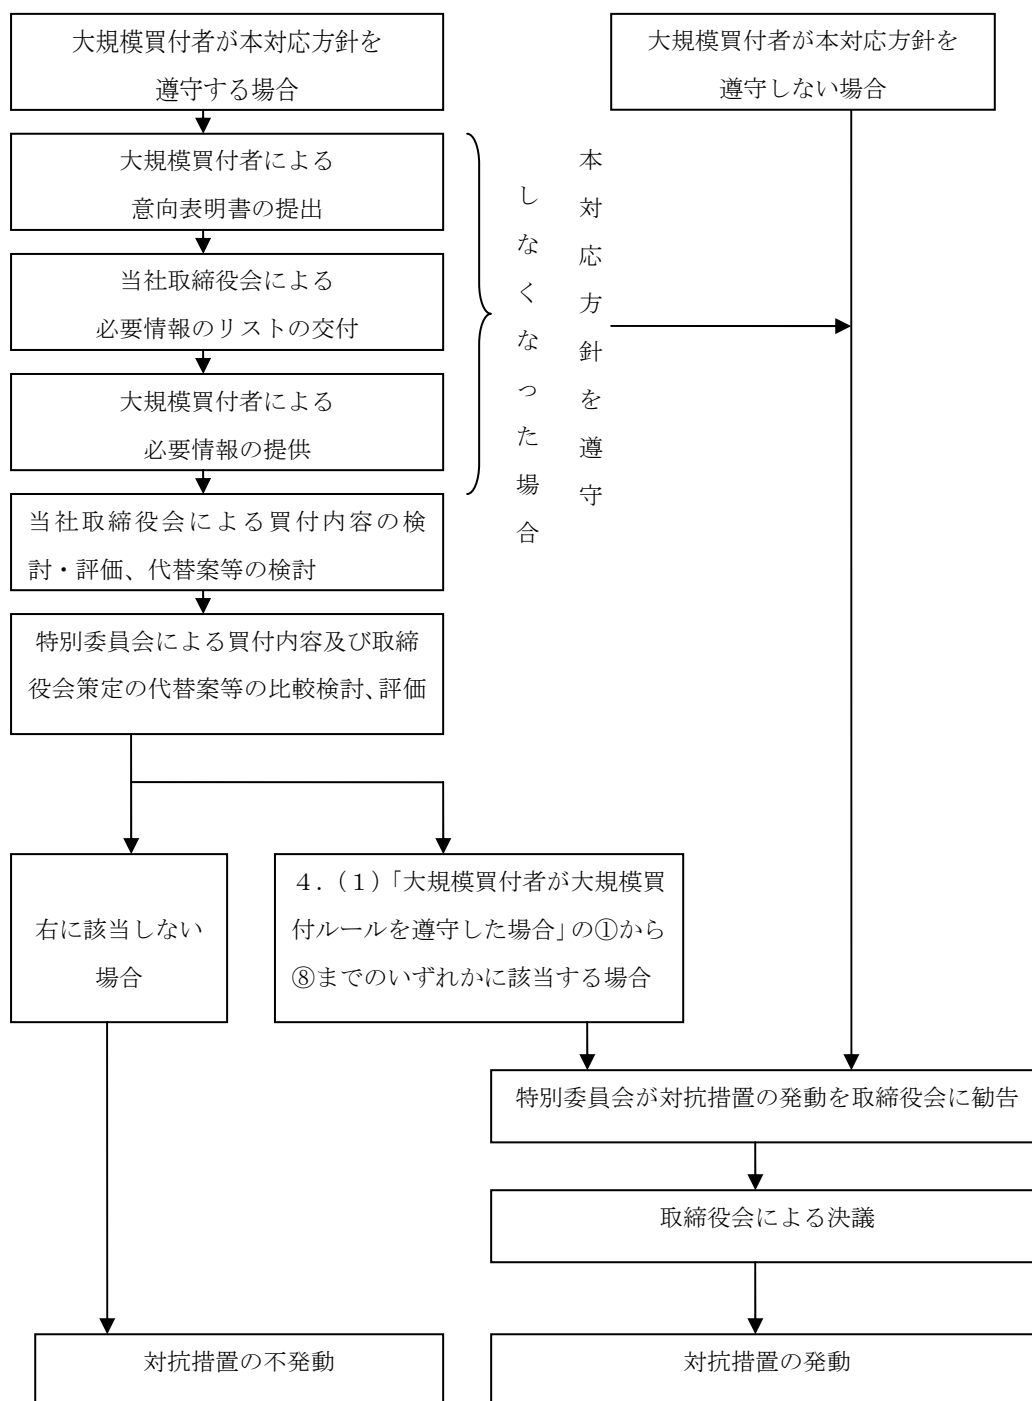 大規模買付者が本対応方針を
遵守する場合
大規模買付者が本対応方針を
遵守しない場合
大規模買付者による
意向表明書の提出
当社取締役会による
必要情報のリストの交付
大規模買付者による
必要情報の提供
本対応方針を遵守
しなくなった場合
当社取締役会による買付内容の検
討・評価、代替案等の検討
特別委員会による買付内容及び取締
役会策定の代替案等の比較検討、評価
右に該当しない
場合
４．（１）「大規模買付者が大規模買
付ルールを遵守した場合」の①から
⑧までのいずれかに該当する場合
特別委員会が対抗措置の発動を取締役会に勧告
取締役会による決議
対抗措置の不発動
対抗措置の発動